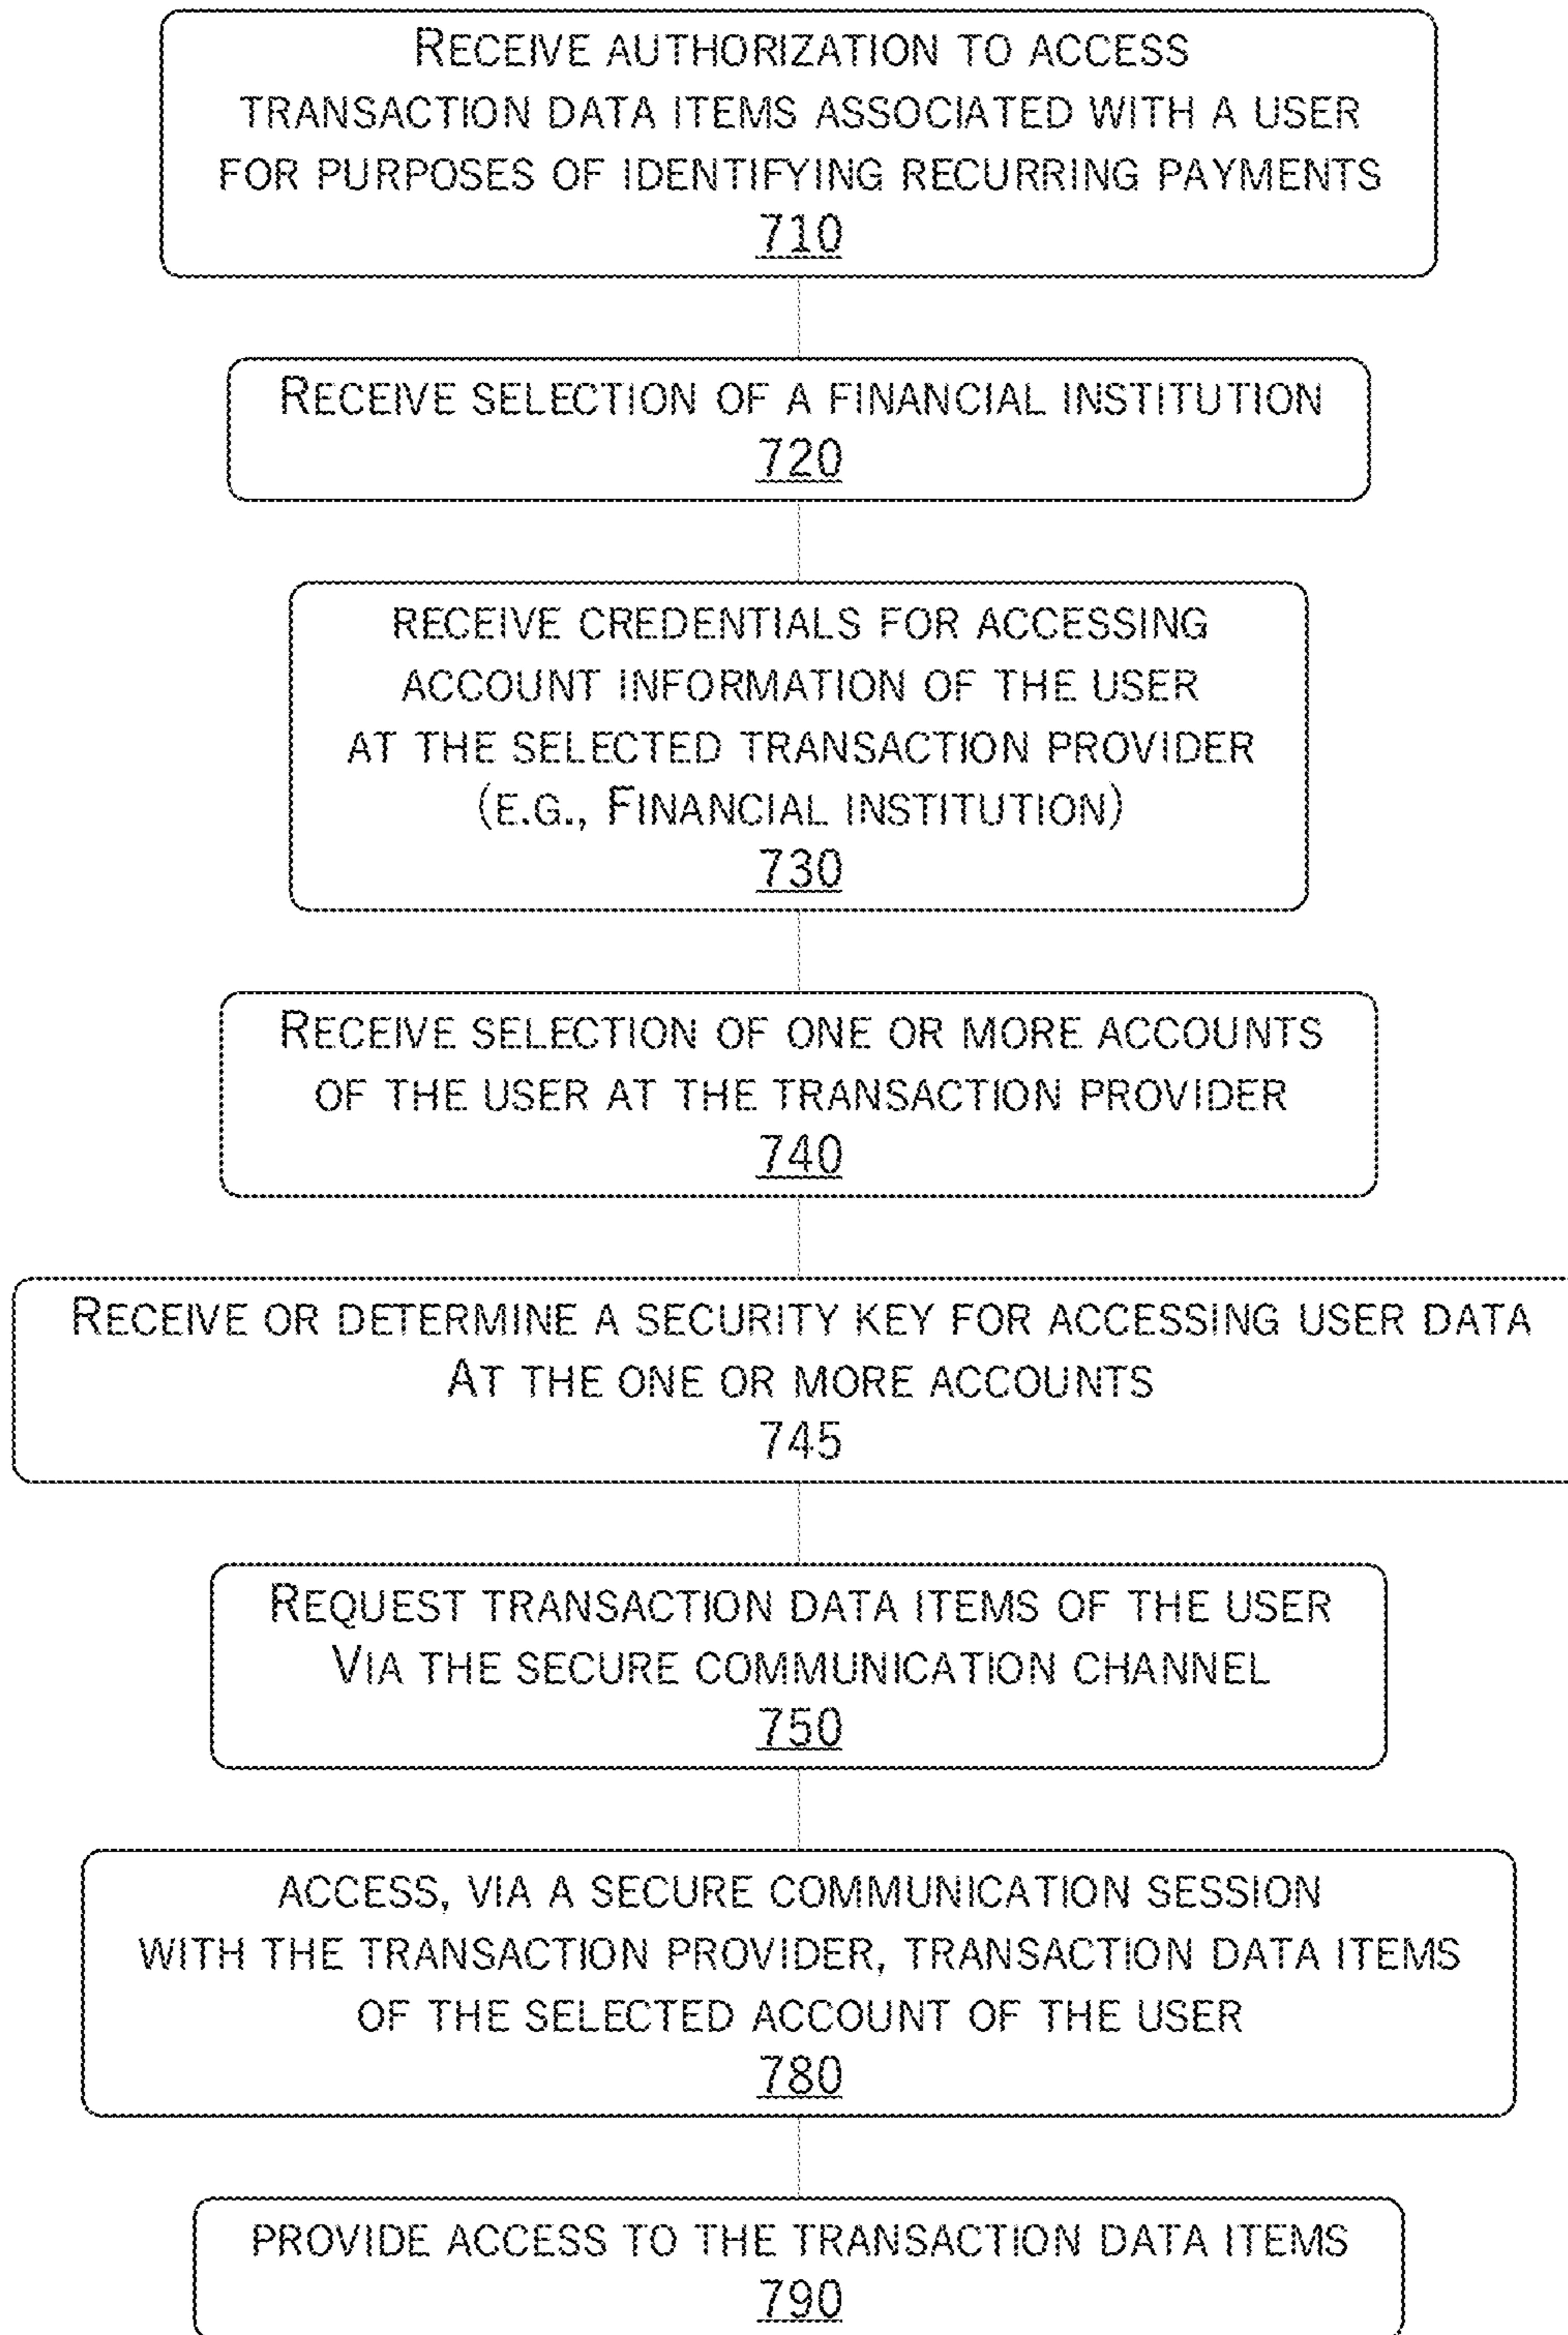 RECEIVE AUTHORIZATION TO ACCESS
TRANSACTION DATA ITEMS ASSOCIATED WITH A USER
FOR PURPOSES OF IDENTIFYING RECURRING PAYMENTS
710
RECEIVE SELECTION OF A FINANCIAL INSTITUTION
720
RECEIVE CREDENTIALS FOR ACCESSING
ACCOUNT INFORMATION OF THE USER
AT THE SELECTED TRANSACTION PROVIDER
(E.G., FINANCIAL INSTITUTION)
730
RECEIVE SELECTION OF ONE OR MORE ACCOUNTS
OF THE USER AT THE TRANSACTION PROVIDER
740
RECEIVE OR DETERMINE A SECURITY KEY FOR ACCESSING USER DATA
AT THE ONE OR MORE ACCOUNTS
745
REQUEST TRANSACTION DATA ITEMS OF THE USER
VIA THE SECURE COMMUNICATION CHANNEL
750
ACCESS, VIA A SECURE COMMUNICATION SESSION
WITH THE TRANSACTION PROVIDER, TRANSACTION DATA ITEMS
OF THE SELECTED ACCOUNT OF THE USER
780
PROVIDE ACCESS TO THE TRANSACTION DATA ITEMS
790